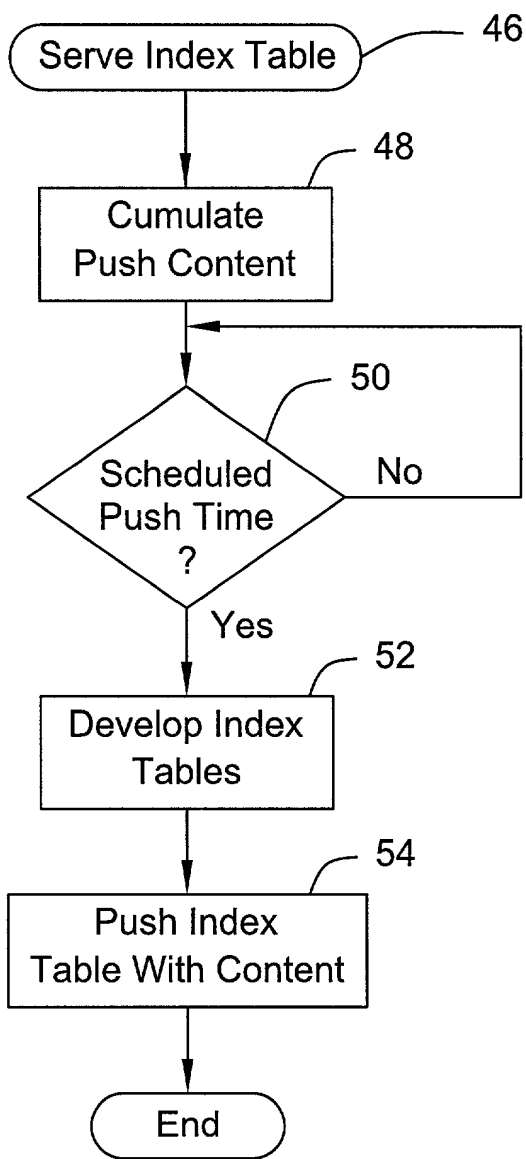 Serve Index Table
46
48
Cumulate
Push Content
50
Scheduled
Push Time
?
No
Yes
52
Develop Index
Tables
54
Push Index
Table With Content
End